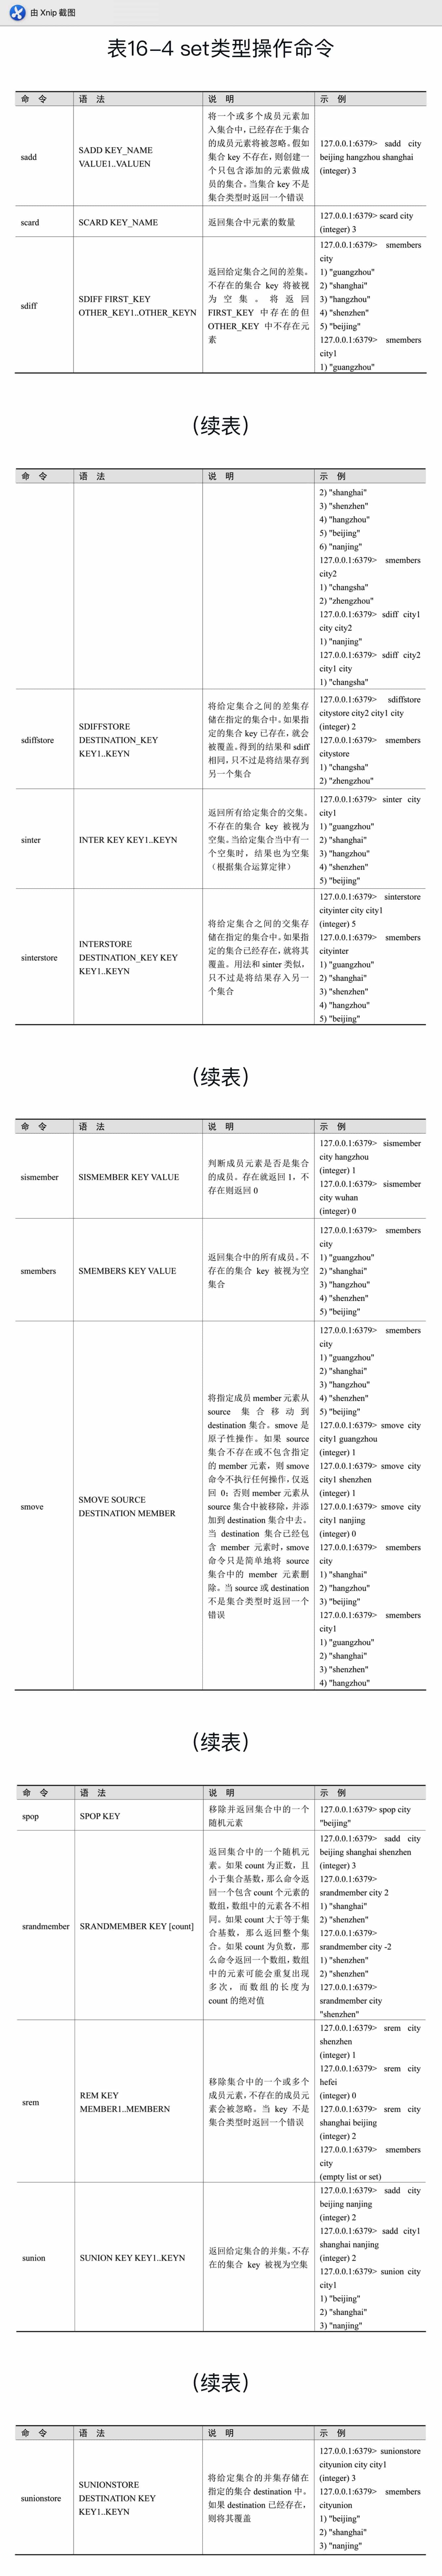 由 Xnip 截图
表16-4 set类型操作命令
命 令 语 法 说 明 示 例
sadd
SADD KEY_NAME
VALUE1..VALUEN
将一个或多个成员元素加
入集合中，已经存在于集合
的成员元素将被忽略。假如
集合 key 不存在，则创建一
个只包含添加的元素做成
员的集合。当集合 key 不是
集合类型时返回一个错误
127.0.0.1:6379> sadd city
beijing hangzhou shanghai
(integer) 3
scard
SCARD KEY_NAME
返回集合中元素的数量
127.0.0.1:6379> scard city
(integer) 3
sdiff
SDIFF FIRST_KEY
OTHER_KEY1..OTHER_KEYN
返回给定集合之间的差集。
不存在的集合 key 将被视
为空集。将返回
FIRST_KEY 中存在的但
OTHER_KEY 中不存在元
素
127.0.0.1:6379> smembers
city
1) "guangzhou"
2) "shanghai"
3) "hangzhou"
4) "shenzhen"
5) "beijing"
127.0.0.1:6379> smembers
city1
1) "guangzhou"
（续表）
命 令 语 法 说 明 示 例
2) "shanghai"
3) "shenzhen"
4) "hangzhou"
5) "beijing"
6) "nanjing"
127.0.0.1:6379> smembers
city2
1) "changsha"
2) "zhengzhou"
127.0.0.1:6379> sdiff city1
city city2
1) "nanjing"
127.0.0.1:6379> sdiff city2
city1 city
1) "changsha"
sdiffstore
SDIFFSTORE
DESTINATION_KEY
KEY1..KEYN
将给定集合之间的差集存
储在指定的集合中。如果指
定的集合 key 已存在，就会
被覆盖。得到的结果和 sdiff
相同，只不过是将结果存到
另一个集合
127.0.0.1:6379> sdiffstore
citystore city2 city1 city
(integer) 2
127.0.0.1:6379> smembers
citystore
1) "changsha"
2) "zhengzhou"
sinter
INTER KEY KEY1..KEYN
返回所有给定集合的交集。
不存在的集合 key 被视为
空集。当给定集合当中有一
个空集时，结果也为空集
（根据集合运算定律）
127.0.0.1:6379> sinter city
city1
1) "guangzhou"
2) "shanghai"
3) "hangzhou"
4) "shenzhen"
5) "beijing"
sinterstore
INTERSTORE
DESTINATION_KEY KEY
KEY1..KEYN
将给定集合之间的交集存
储在指定的集合中。如果指
定的集合已经存在，就将其
覆盖。用法和 sinter 类似，
只不过是将结果存入另一
个集合
127.0.0.1:6379> sinterstore
cityinter city city1
(integer) 5
127.0.0.1:6379> smembers
cityinter
1) "guangzhou"
2) "shanghai"
3) "shenzhen"
4) "hangzhou"
5) "beijing"
（续表）
命 令 语 法 说 明 示 例
sismember
SISMEMBER KEY VALUE
判断成员元素是否是集合
的成员。存在就返回 1，不
存在则返回 0
127.0.0.1:6379> sismember
city hangzhou
(integer) 1
127.0.0.1:6379> sismember
city wuhan
(integer) 0
smembers
SMEMBERS KEY VALUE
返回集合中的所有成员。不
存在的集合 key 被视为空
集合
127.0.0.1:6379> smembers
city
1) "guangzhou"
2) "shanghai"
3) "hangzhou"
4) "shenzhen"
5) "beijing"
smove
SMOVE SOURCE
DESTINATION MEMBER
将指定成员 member 元素从
source 集合移动到
destination 集合。smove 是
原子性操作。如果 source
集合不存在或不包含指定
的 member 元素，则 smove
命令不执行任何操作，仅返
回 0；否则 member 元素从
source 集合中被移除，并添
加到 destination 集合中去。
当 destination 集合已经包
含 member 元素时，smove
命令只是简单地将 source
集合中的 member 元素删
除。当 source 或 destination
不是集合类型时返回一个
错误
127.0.0.1:6379> smembers
city
1) "guangzhou"
2) "shanghai"
3) "hangzhou"
4) "shenzhen"
5) "beijing"
127.0.0.1:6379> smove city
city1 guangzhou
(integer) 1
127.0.0.1:6379> smove city
city1 shenzhen
(integer) 1
127.0.0.1:6379> smove city
city1 nanjing
(integer) 0
127.0.0.1:6379> smembers
city
1) "shanghai"
2) "hangzhou"
3) "beijing"
127.0.0.1:6379> smembers
city1
1) "guangzhou"
2) "shanghai"
3) "shenzhen"
4) "hangzhou"
（续表）
命 令 语 法 说 明 示 例
spop
SPOP KEY
移除并返回集合中的一个
随机元素
127.0.0.1:6379> spop city
"beijing"
srandmember
SRANDMEMBER KEY [count]
返回集合中的一个随机元
素。如果 count 为正数，且
小于集合基数，那么命令返
回一个包含 count 个元素的
数组，数组中的元素各不相
同。如果 count 大于等于集
合基数，那么返回整个集
合。如果 count 为负数，那
么命令返回一个数组，数组
中的元素可能会重复出现
多次，而数组的长度为
count 的绝对值
127.0.0.1:6379> sadd city
beijing shanghai shenzhen
(integer) 3
127.0.0.1:6379>
srandmember city 2
1) "shanghai"
2) "shenzhen"
127.0.0.1:6379>
srandmember city -2
1) "shenzhen"
2) "shenzhen"
127.0.0.1:6379>
srandmember city
"shenzhen"
srem
REM KEY
MEMBER1..MEMBERN
移除集合中的一个或多个
成员元素，不存在的成员元
素会被忽略。当 key 不是
集合类型时返回一个错误
127.0.0.1:6379> srem city
shenzhen
(integer) 1
127.0.0.1:6379> srem city
hefei
(integer) 0
127.0.0.1:6379> srem city
shanghai beijing
(integer) 2
127.0.0.1:6379> smembers
city
(empty list or set)
sunion
SUNION KEY KEY1..KEYN
返回给定集合的并集。不存
在的集合 key 被视为空集
127.0.0.1:6379> sadd city
beijing nanjing
(integer) 2
127.0.0.1:6379> sadd city1
shanghai nanjing
(integer) 2
127.0.0.1:6379> sunion city
city1
1) "beijing"
2) "shanghai"
3) "nanjing"
（续表）
命 令 语 法 说 明 示 例
sunionstore
SUNIONSTORE
DESTINATION KEY
KEY1..KEYN
将给定集合的并集存储在
指定的集合 destination 中。
如果 destination 已经存在，
则将其覆盖
127.0.0.1:6379> sunionstore
cityunion city city1
(integer) 3
127.0.0.1:6379> smembers
cityunion
1) "beijing"
2) "shanghai"
3) "nanjing"